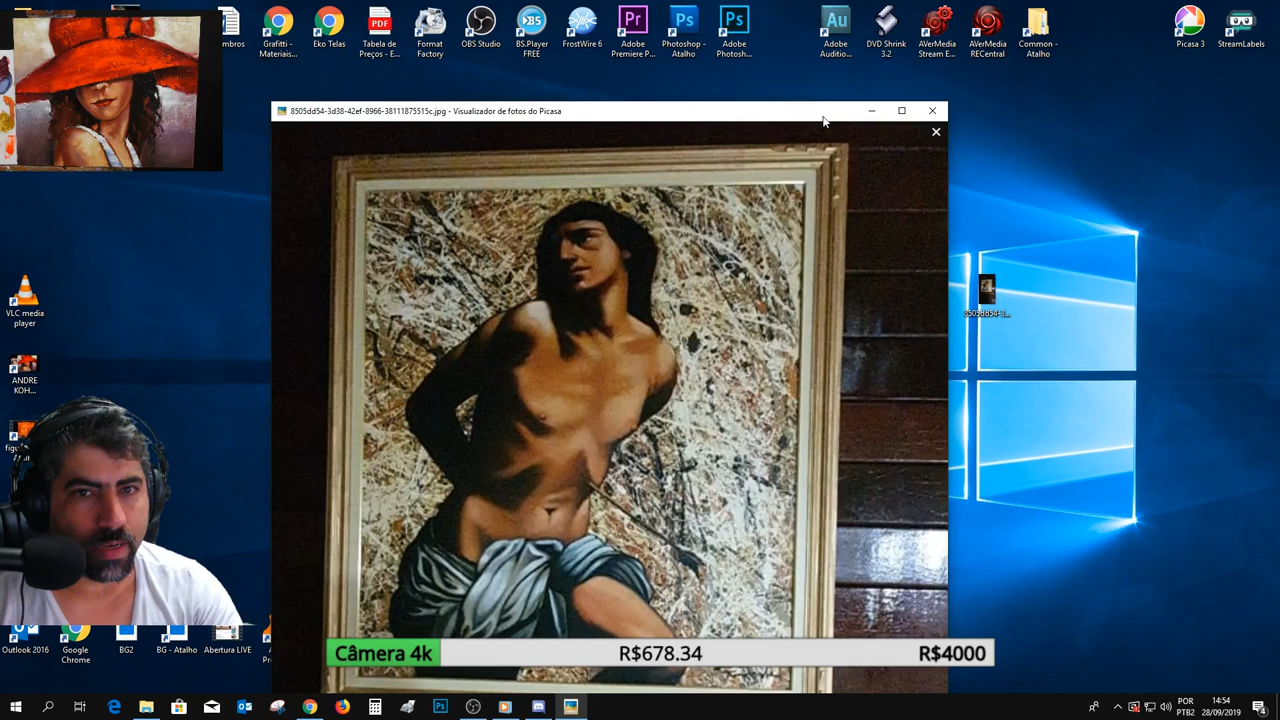 mbros
Grafitti -
Materiais...
Eko Telas
Tabela de
Preços - E...
Format
Factory
OBS Studio
BS.Player
FREE
FrostWire 6
Adobe
Premiere P...
Photoshop -
Atalho
Adobe
Photosh...
Adobe
Auditio...
DVD Shrink
3.2
AVerMedia
Stream E...
AVerMedia
RECentral
Common -
Atalho
Picasa 3
StreamLabels
8505dd54-3d38-42ef-8966-38111875515c.jpg - Visualizador de fotos do Picasa
VLC media
player
8505dd54-3...
ANDRE
KOH...
Outlook 2016
Google
Chrome
BG2
BG - Atalho
Abertura LIVE
Câmera 4k
R$678.34
R$4000
POR
PTB2
14:54
28/09/2019